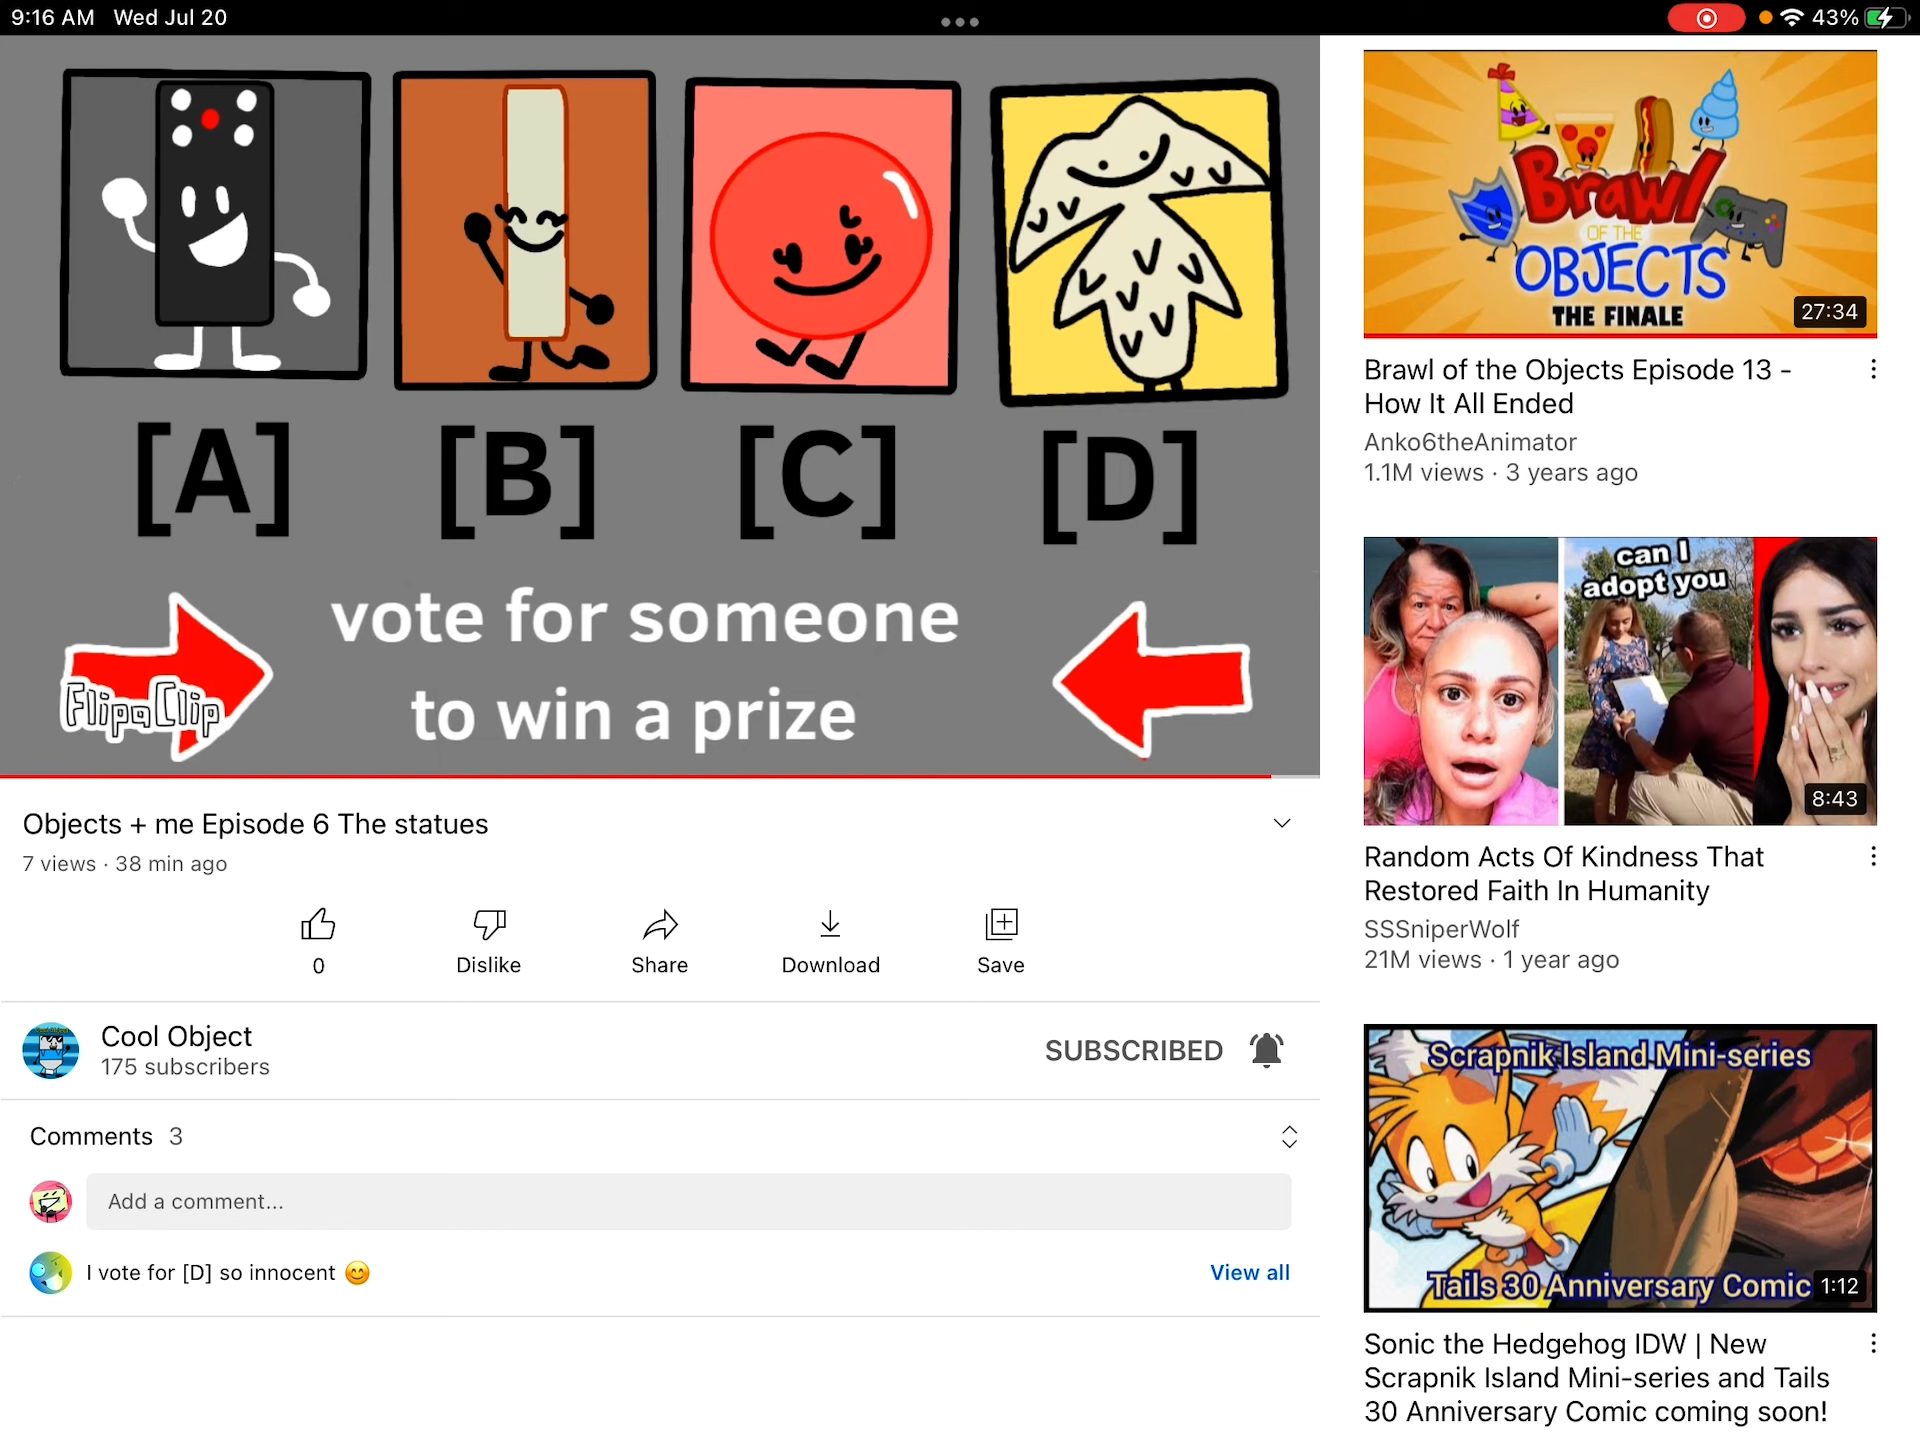 9:16 AM Wed Jul 20
43%
[A] [B] [C] [D]
vote for someone
to win a prize
FlipaClip
Objects + me Episode 6 The statues
7 views · 38 min ago
0 Dislike Share Download Save
Cool Object
175 subscribers
SUBSCRIBED
Comments 3
Add a comment...
I vote for [D] so innocent 😊
View all
Brawl
OF THE
OBJECTS
THE FINALE
27:34
Brawl of the Objects Episode 13 -
How It All Ended
Anko6theAnimator
1.1M views · 3 years ago
can I
adopt you
8:43
Random Acts Of Kindness That
Restored Faith In Humanity
SSSniperWolf
21M views · 1 year ago
Scrapnik Island Mini-series
Tails 30 Anniversary Comic
1:12
Sonic the Hedgehog IDW | New
Scrapnik Island Mini-series and Tails
30 Anniversary Comic coming soon!